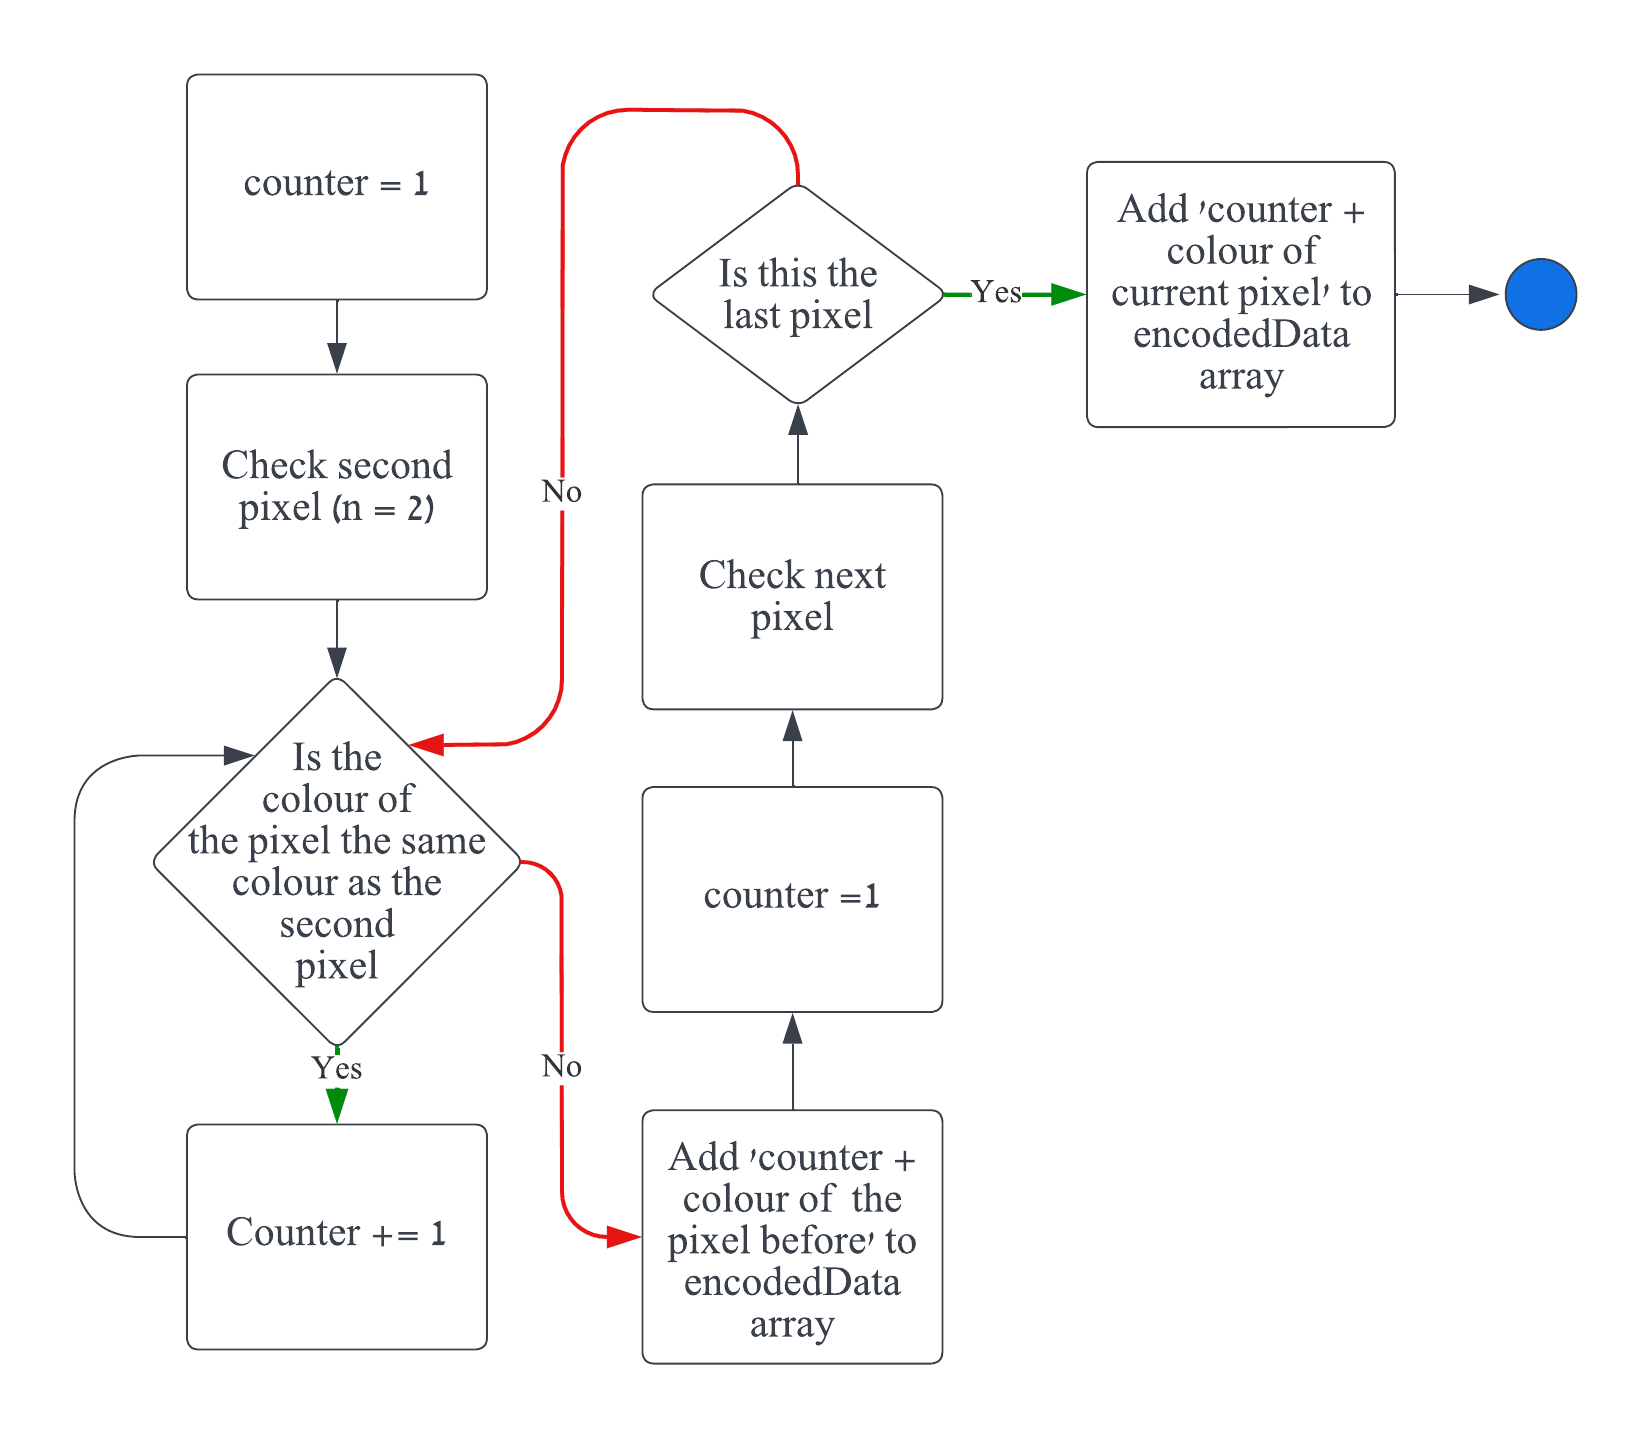 counter = 1
Check second
pixel (n = 2)
Is the
colour of
the pixel the same
colour as the
second
pixel
Yes
Counter += 1
No
Add 'counter +
colour of the
pixel before' to
encodedData
array
counter =1
Check next
pixel
Is this the
last pixel
No
Yes
Add 'counter +
colour of
current pixel' to
encodedData
array